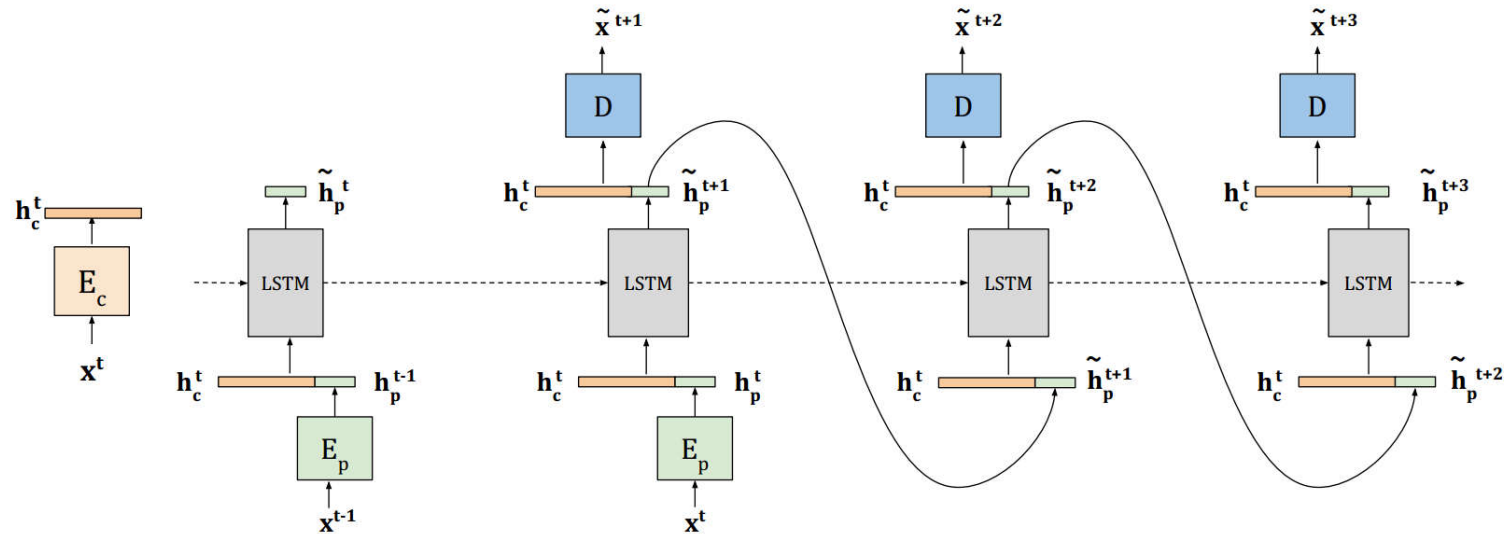 x̃ t+1 x̃ t+2 x̃ t+3
D D D
h_c^t h̃_p^t h_c^t h̃_p^t+1 h_c^t h̃_p^t+2 h_c^t h̃_p^t+3
E_c LSTM LSTM LSTM LSTM
x^t h_c^t h_p^t-1 h_c^t h_p^t h_c^t h̃_p^t+1 h_c^t h̃_p^t+2
E_p E_p
x^t-1 x^t